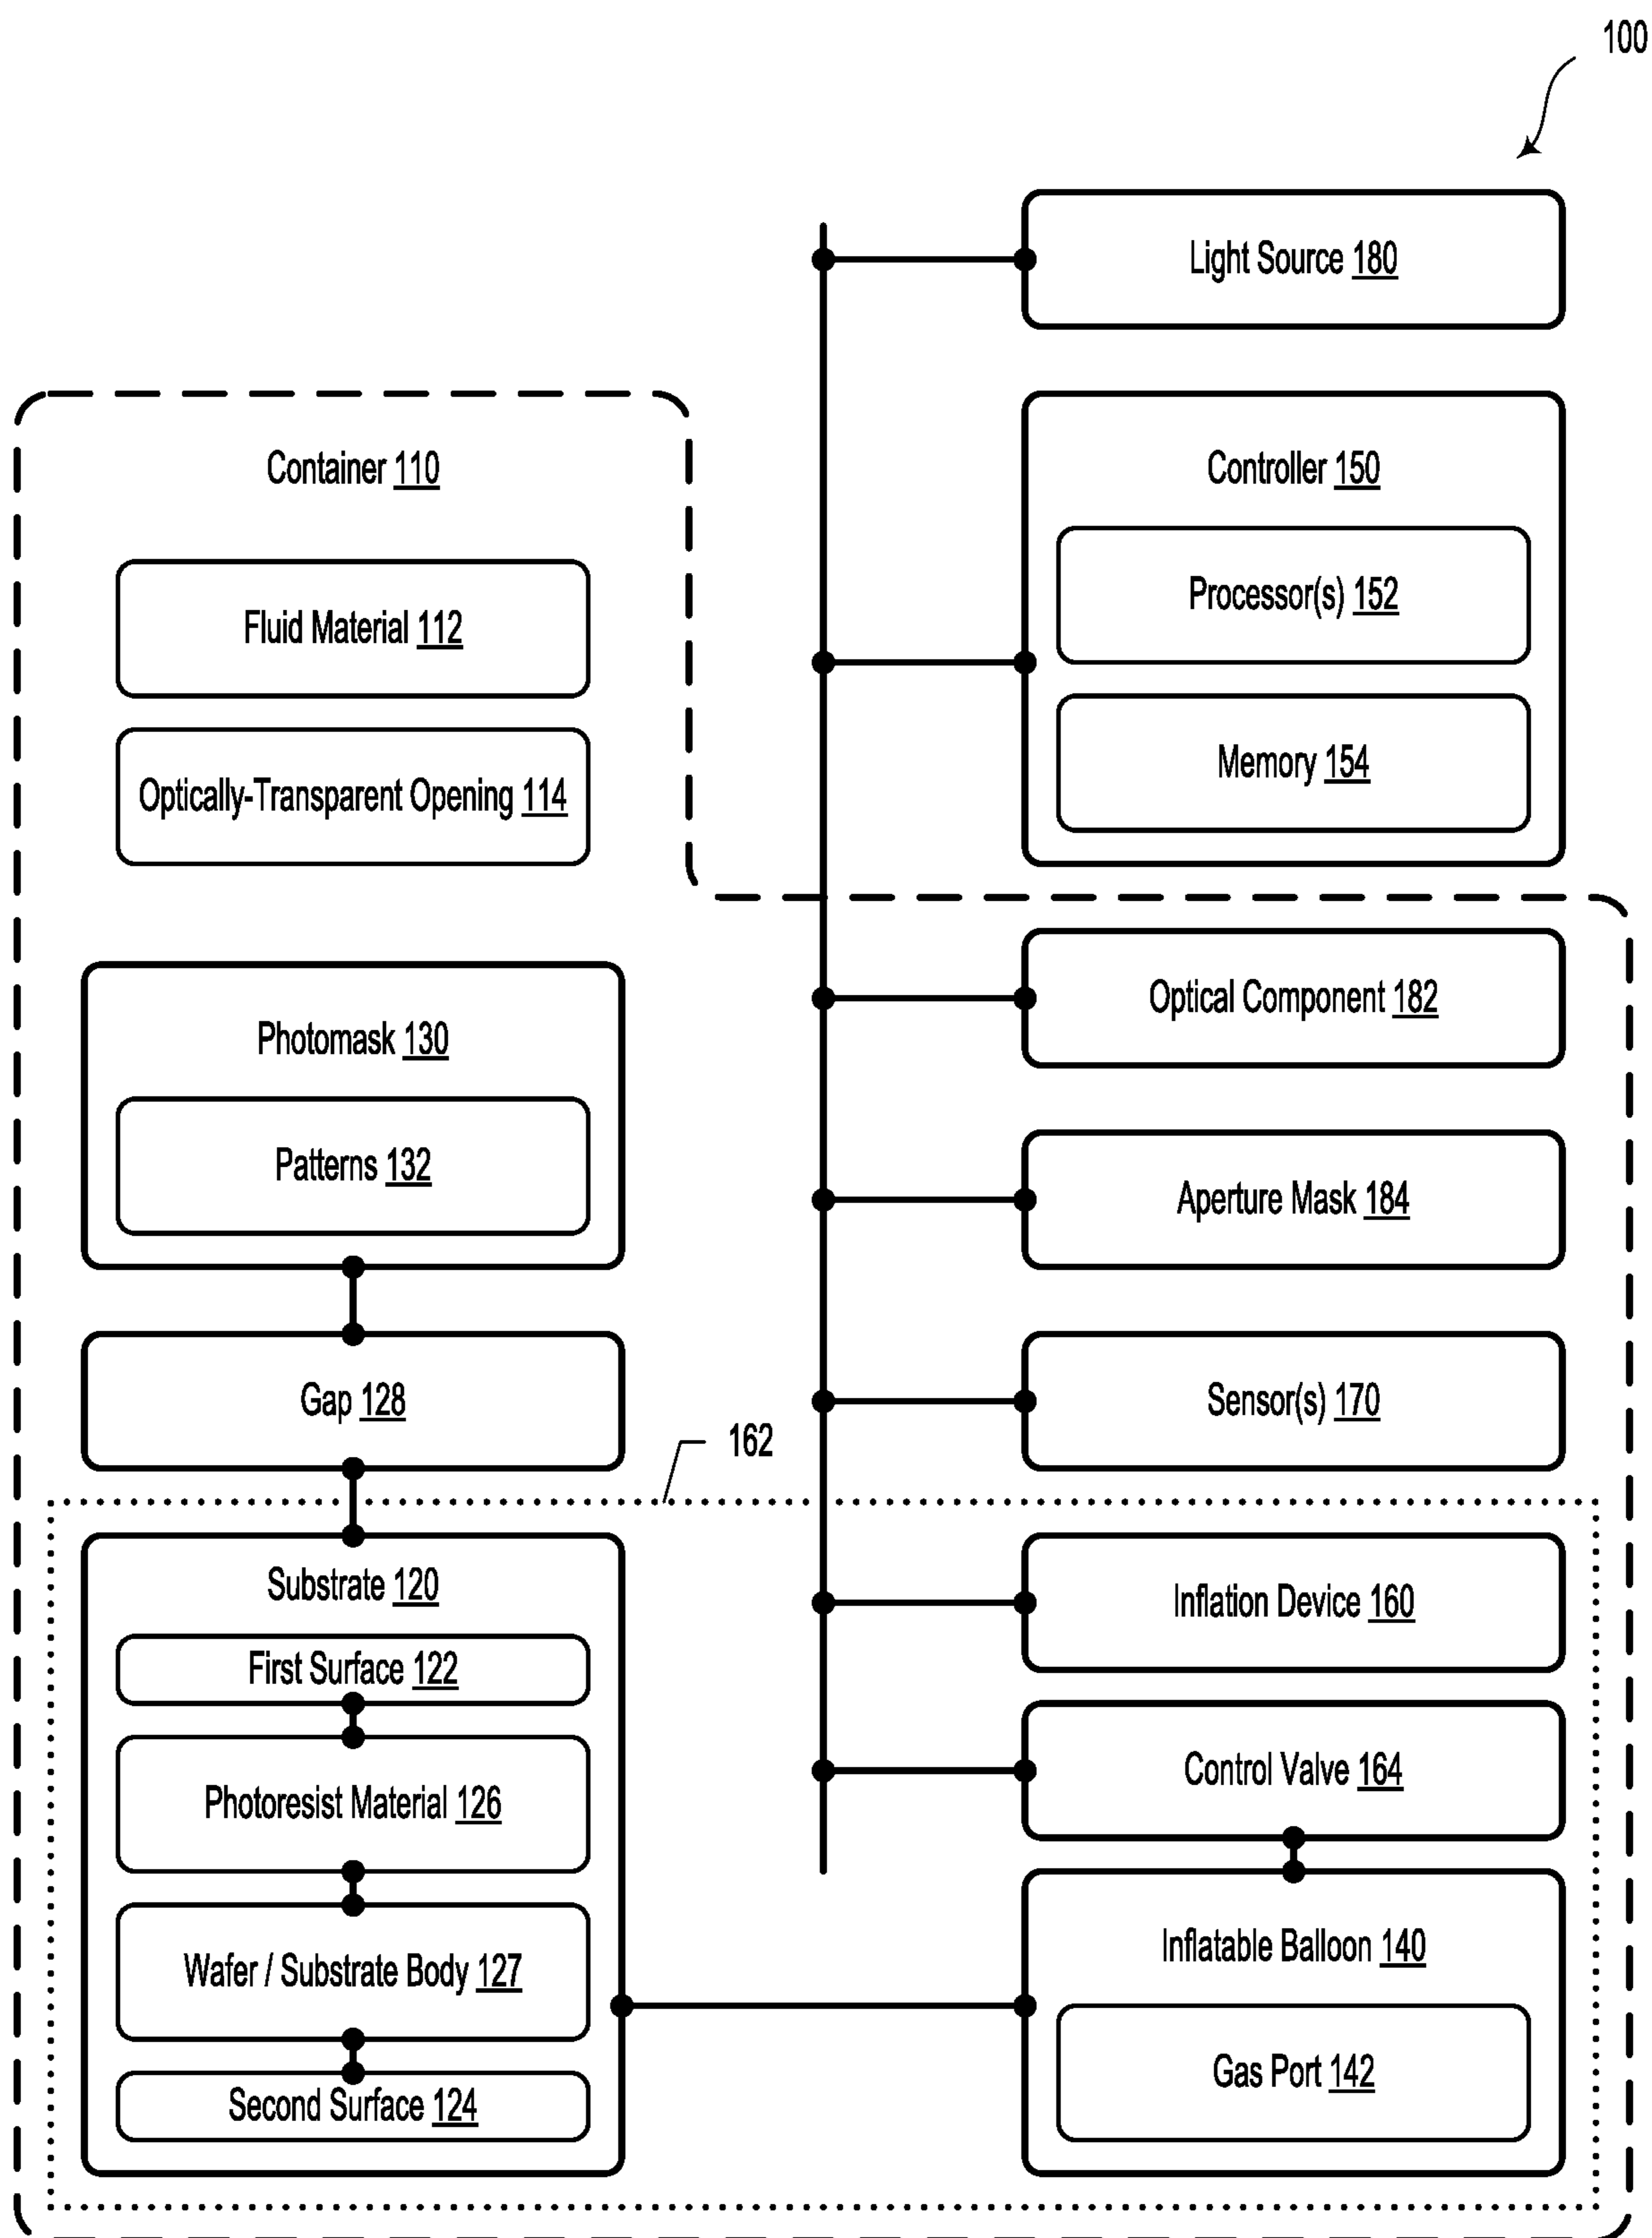 100
Light Source 180
Container 110
Controller 150
Fluid Material 112
Processor(s) 152
Optically-Transparent Opening 114
Memory 154
Photomask 130
Patterns 132
Optical Component 182
Aperture Mask 184
Gap 128
Sensor(s) 170
162
Substrate 120
First Surface 122
Photoresist Material 126
Wafer / Substrate Body 127
Second Surface 124
Inflation Device 160
Control Valve 164
Inflatable Balloon 140
Gas Port 142